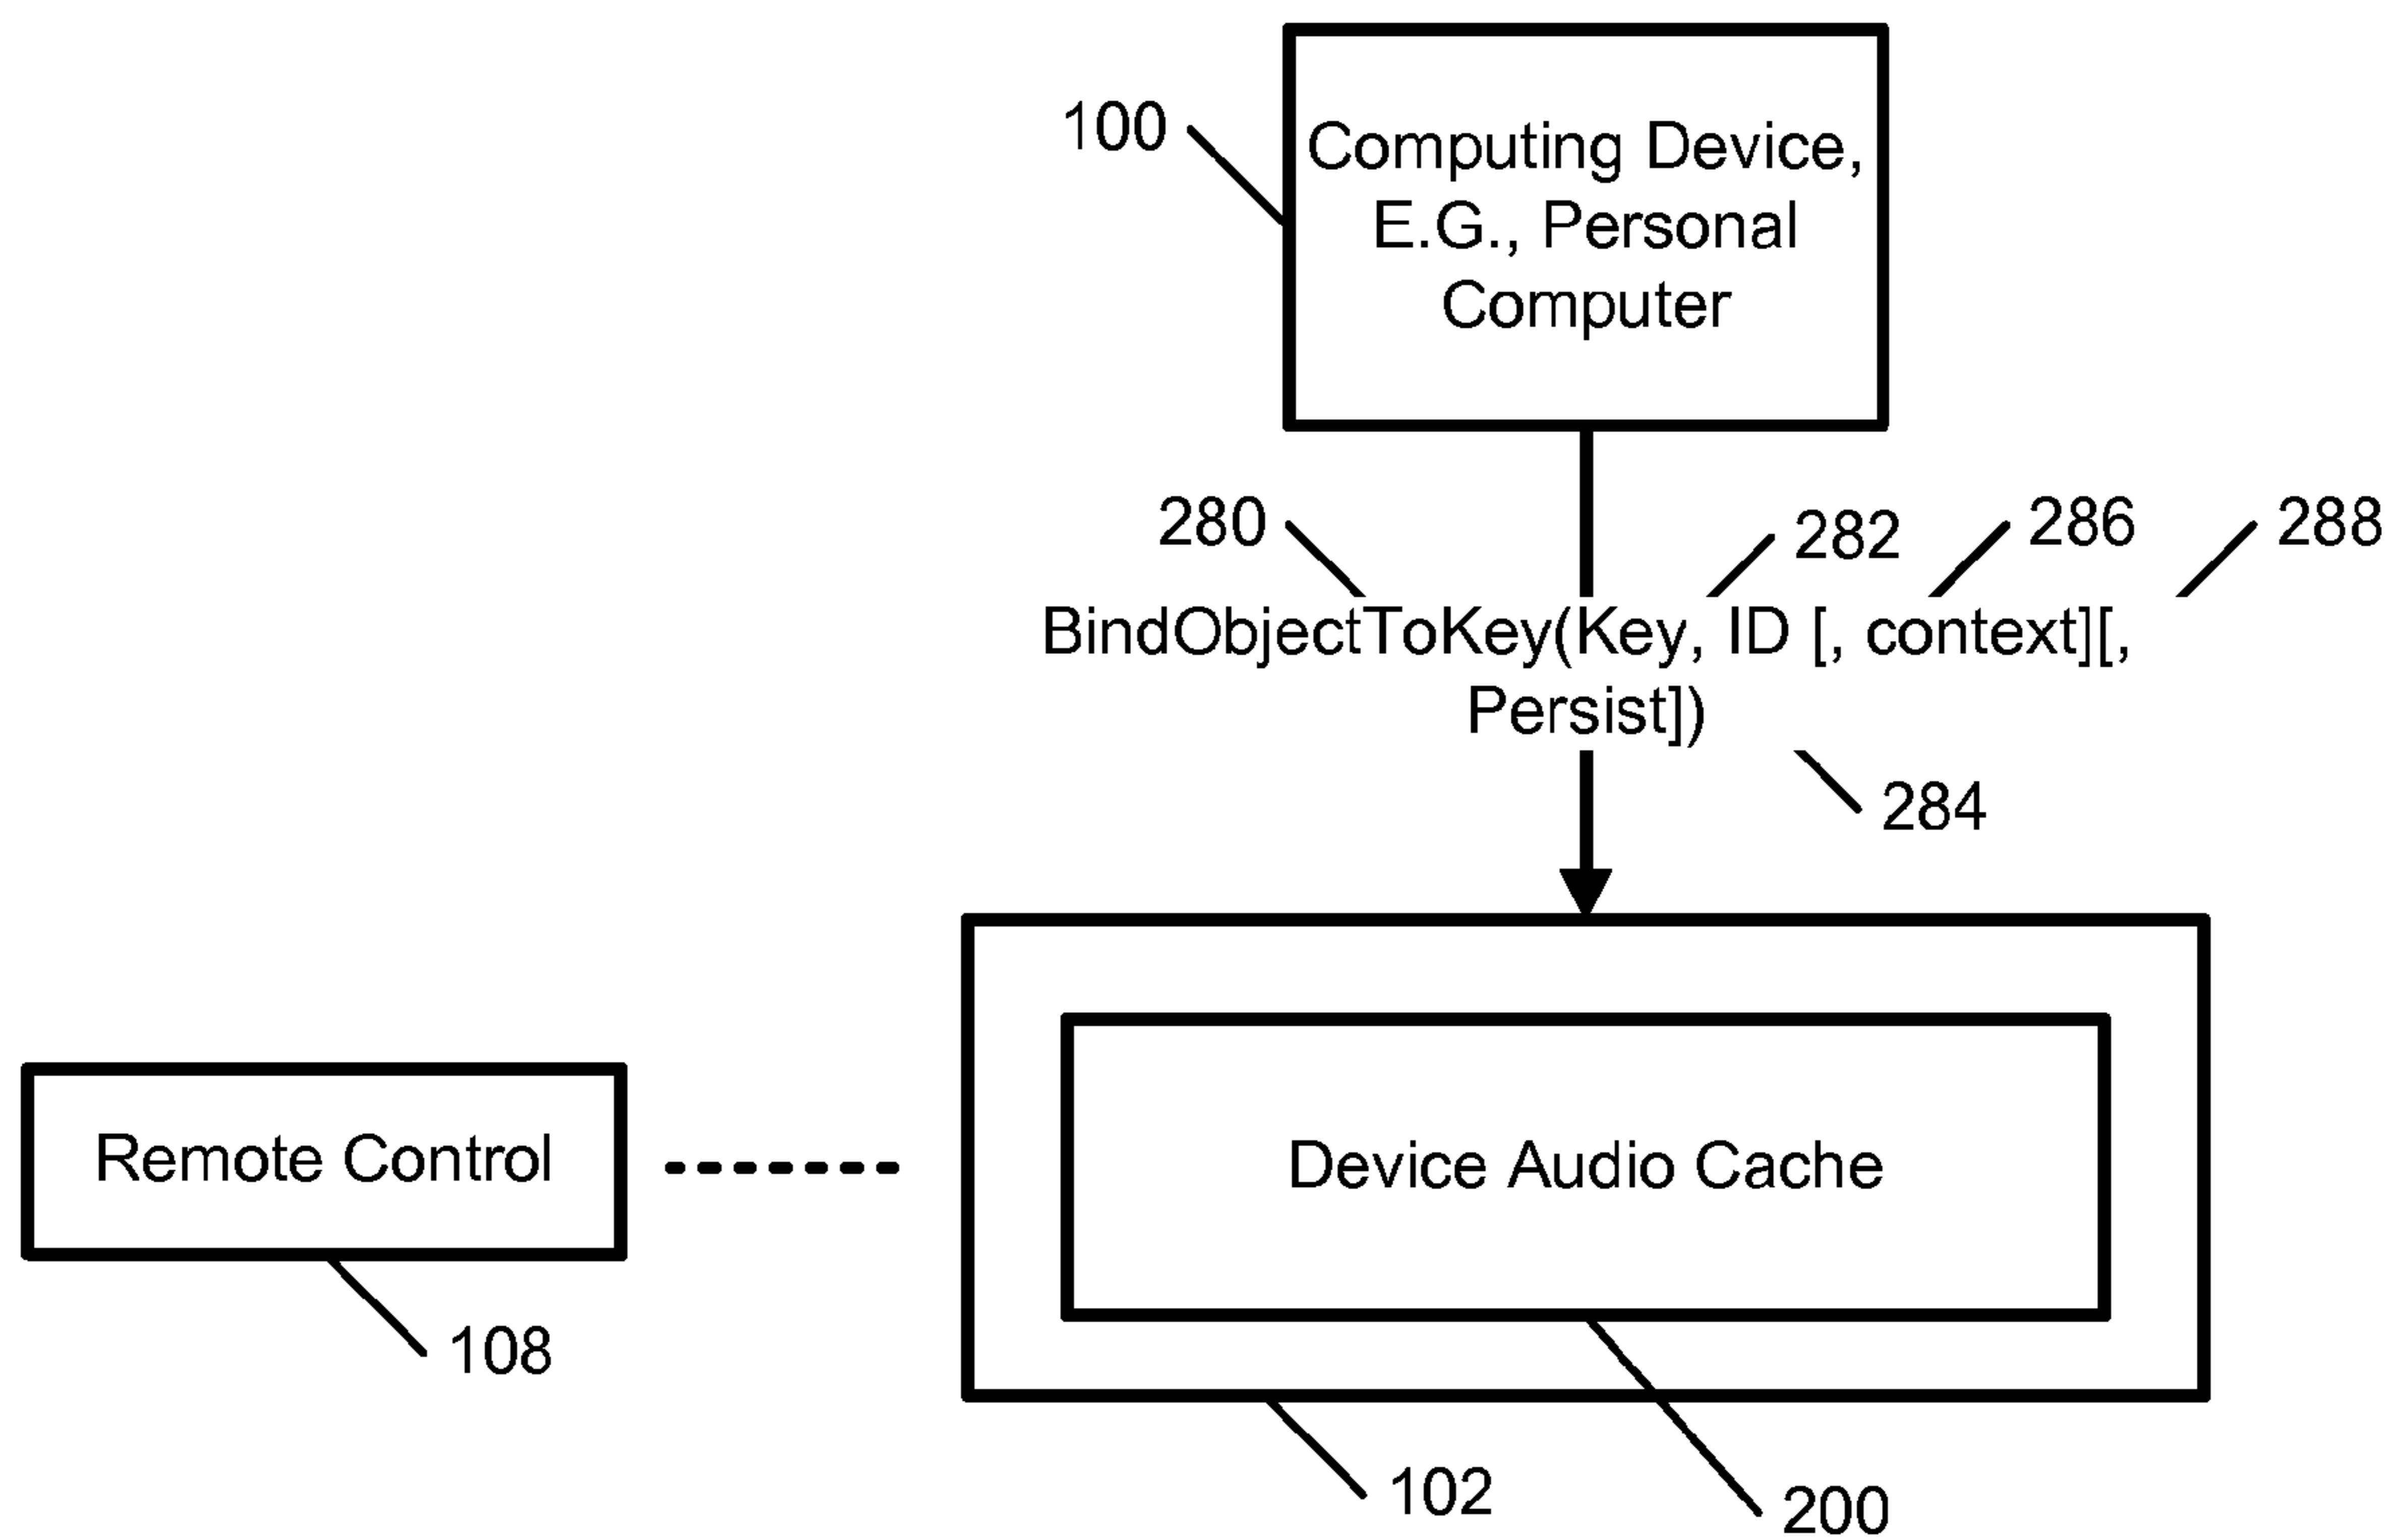 100
Computing Device,
E.G., Personal
Computer
280
282
286
288
BindObjectToKey(Key, ID [, context][,
Persist])
284
Remote Control
Device Audio Cache
108
102
200